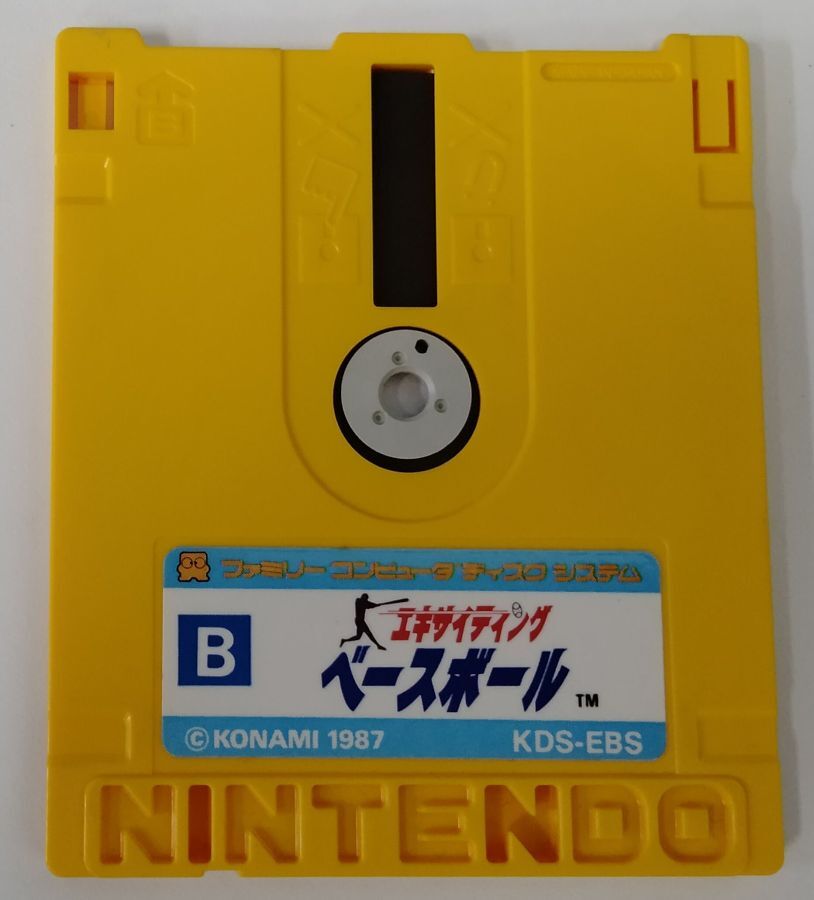 ファミリー コンピュータ ディスク システム
B
エキサイティング
ベースボール TM
©KONAMI 1987 KDS-EBS
NINTENDO